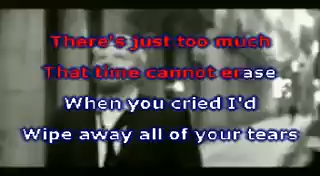 There's just too much
That time cannot erase
When you cried I'd
Wipe away all of your tears